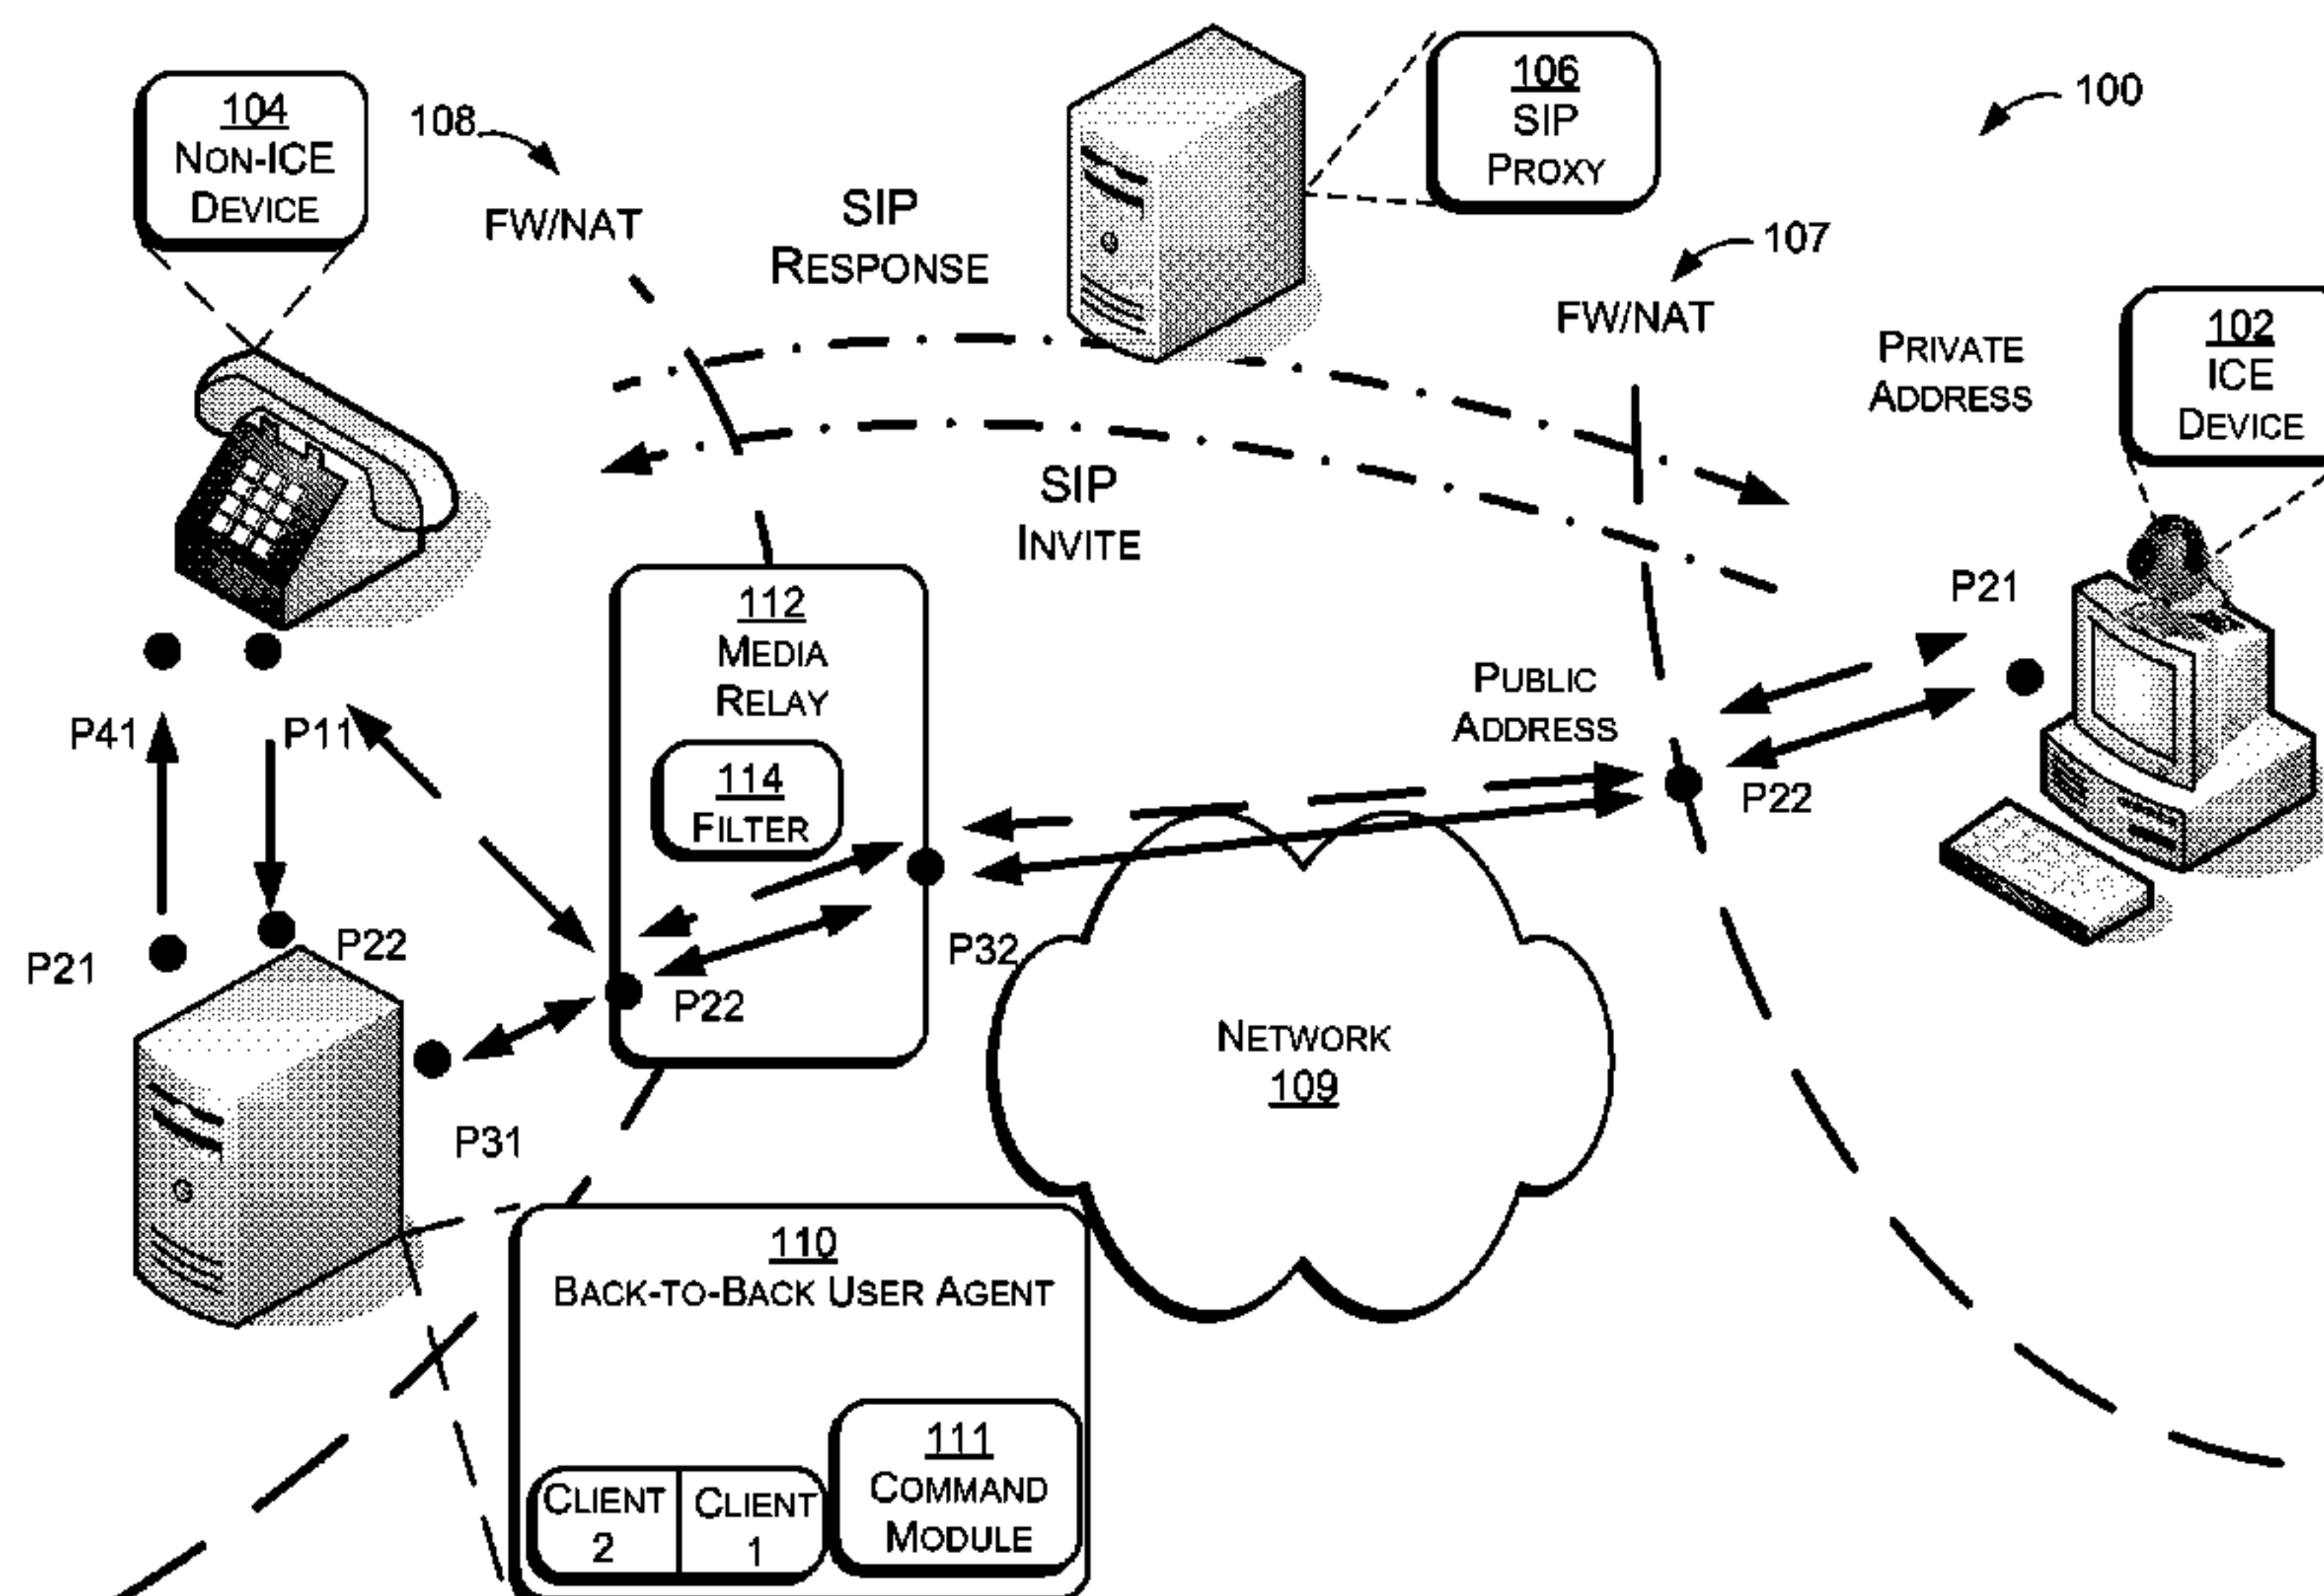 104
NON-ICE
DEVICE
108
FW/NAT
SIP
RESPONSE
106
SIP
PROXY
100
107
FW/NAT
PRIVATE
ADDRESS
102
ICE
DEVICE
SIP
INVITE
P21
112
MEDIA
RELAY
114
FILTER
PUBLIC
ADDRESS
P22
P41
P11
P21
P22
P22
P32
P31
NETWORK
109
110
BACK-TO-BACK USER AGENT
CLIENT
2
CLIENT
1
111
COMMAND
MODULE